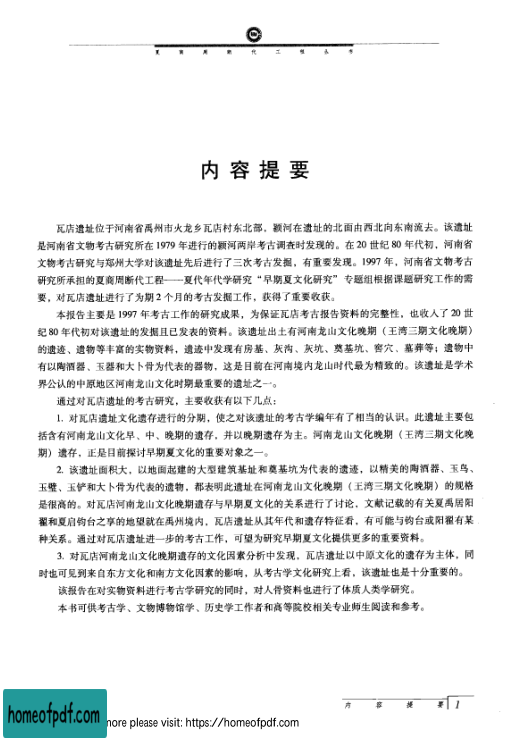 夏商周断代工程丛书
内容提要
瓦店遗址位于河南省禹州市火龙乡瓦店村东北部，颍河在遗址的北面由西北向东南流去。该遗址
是河南省文物考古研究所在 1979 年进行的颍河两岸考古调查时发现的。在 20 世纪 80 年代初，河南省
文物考古研究与郑州大学对该遗址先后进行了三次考古发掘，有重要发现。1997 年，河南省文物考古
研究所承担的夏商周断代工程——夏代年代学研究“早期夏文化研究”专题组根据课题研究工作的需
要，对瓦店遗址进行了为期 2 个月的考古发掘工作，获得了重要收获。
本报告主要是 1997 年考古工作的研究成果，为保证瓦店考古报告资料的完整性，也收入了 20 世
纪 80 年代初对该遗址的发掘且已发表的资料。该遗址出土有河南龙山文化晚期（王湾三期文化晚期）
的遗迹、遗物等丰富的实物资料，遗迹中发现有房基、灰沟、灰坑、奠基坑、窖穴、墓葬等；遗物中
有以陶酒器、玉器和大卜骨为代表的器物，这是目前在河南境内龙山时代最为精致的。该遗址是学术
界公认的中原地区河南龙山文化时期最重要的遗址之一。
通过对瓦店遗址的考古研究，主要收获有以下几点：
1. 对瓦店遗址文化遗存进行的分期，使之对该遗址的考古学编年有了相当的认识。此遗址主要包
括含有河南龙山文化早、中、晚期的遗存，并以晚期遗存为主。河南龙山文化晚期（王湾三期文化晚
期）遗存，正是目前探讨早期夏文化的重要对象之一。
2. 该遗址面积大，以地面起建的大型建筑基址和奠基坑为代表的遗迹，以精美的陶酒器、玉鸟、
玉璧、玉铲和大卜骨为代表的遗物，都表明此遗址在河南龙山文化晚期（王湾三期文化晚期）的规格
是很高的。对瓦店河南龙山文化晚期遗存与早期夏文化的关系进行了讨论，文献记载的有关夏禹居阳
翟和夏启钧台之享的地望就在禹州境内，瓦店遗址从其年代和遗存特征看，有可能与钧台或阳翟有某
种关系。通过对瓦店遗址进一步的考古工作，可望为研究早期夏文化提供更多的重要资料。
3. 对瓦店河南龙山文化晚期遗存的文化因素分析中发现，瓦店遗址以中原文化的遗存为主体，同
时也可见到来自东方文化和南方文化因素的影响，从考古学文化研究上看，该遗址也是十分重要的。
该报告在对实物资料进行考古学研究的同时，对人骨资料也进行了体质人类学研究。
本书可供考古学、文物博物馆学、历史学工作者和高等院校相关专业师生阅读和参考。
内容提要 1
homeofpdf.com
more please visit: https://homeofpdf.com